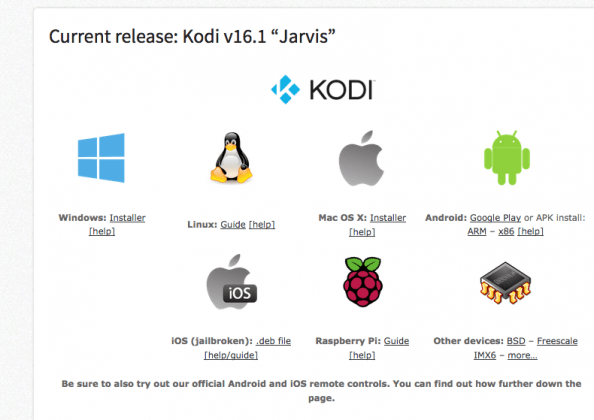 Current release: Kodi v16.1 “Jarvis”
KODI
Windows: Installer
[help]
Linux: Guide [help]
Mac OS X: Installer
[help]
Android: Google Play or APK install:
ARM – x86 [help]
iOS
iOS (jailbroken): .deb file
[help/guide]
Raspberry Pi: Guide
[help]
Other devices: BSD – Freescale
IMX6 – more...
Be sure to also try out our official Android and iOS remote controls. You can find out how further down the
page.